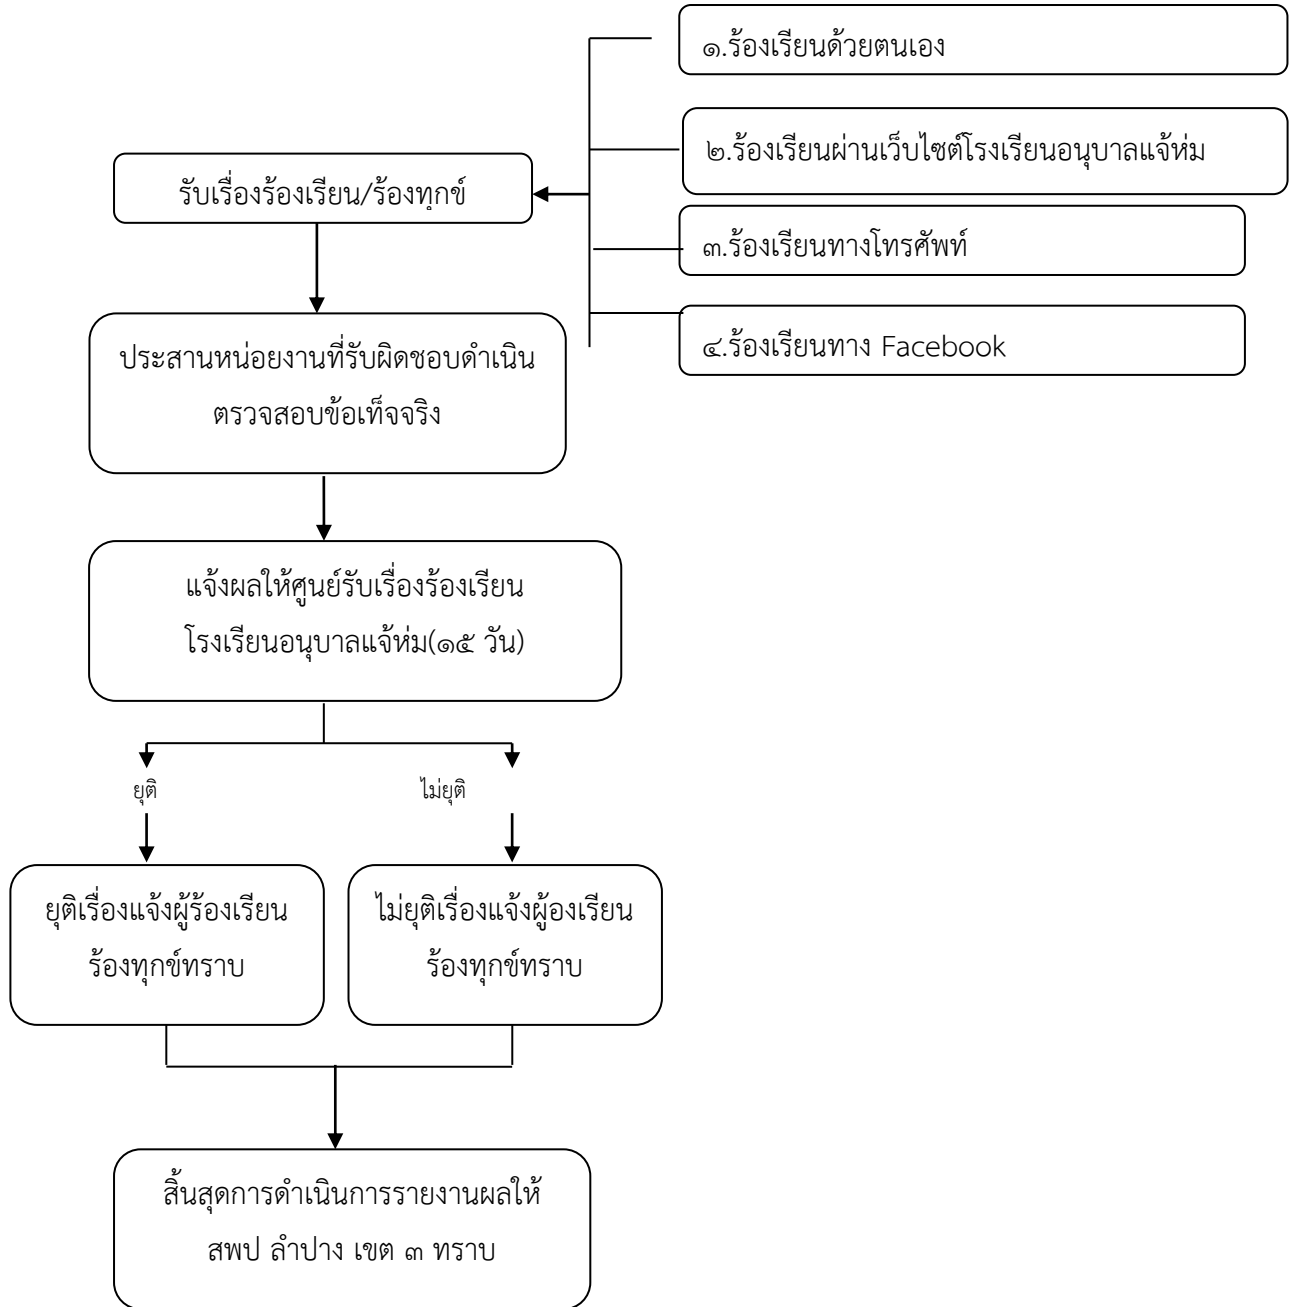 ๑.ร้องเรียนด้วยตนเอง
๒.ร้องเรียนผ่านเว็บไซต์โรงเรียนอนุบาลแจ้ห่ม
รับเรื่องร้องเรียน/ร้องทุกข์
๓.ร้องเรียนทางโทรศัพท์
๔.ร้องเรียนทาง Facebook
ประสานหน่อยงานที่รับผิดชอบดำเนิน
ตรวจสอบข้อเท็จจริง
แจ้งผลให้ศูนย์รับเรื่องร้องเรียน
โรงเรียนอนุบาลแจ้ห่ม(๑๕ วัน)
ยุติ
ไม่ยุติ
ยุติเรื่องแจ้งผู้ร้องเรียน
ร้องทุกข์ทราบ
ไม่ยุติเรื่องแจ้งผู้องเรียน
ร้องทุกข์ทราบ
สิ้นสุดการดำเนินการรายงานผลให้
สพป ลำปาง เขต ๓ ทราบ